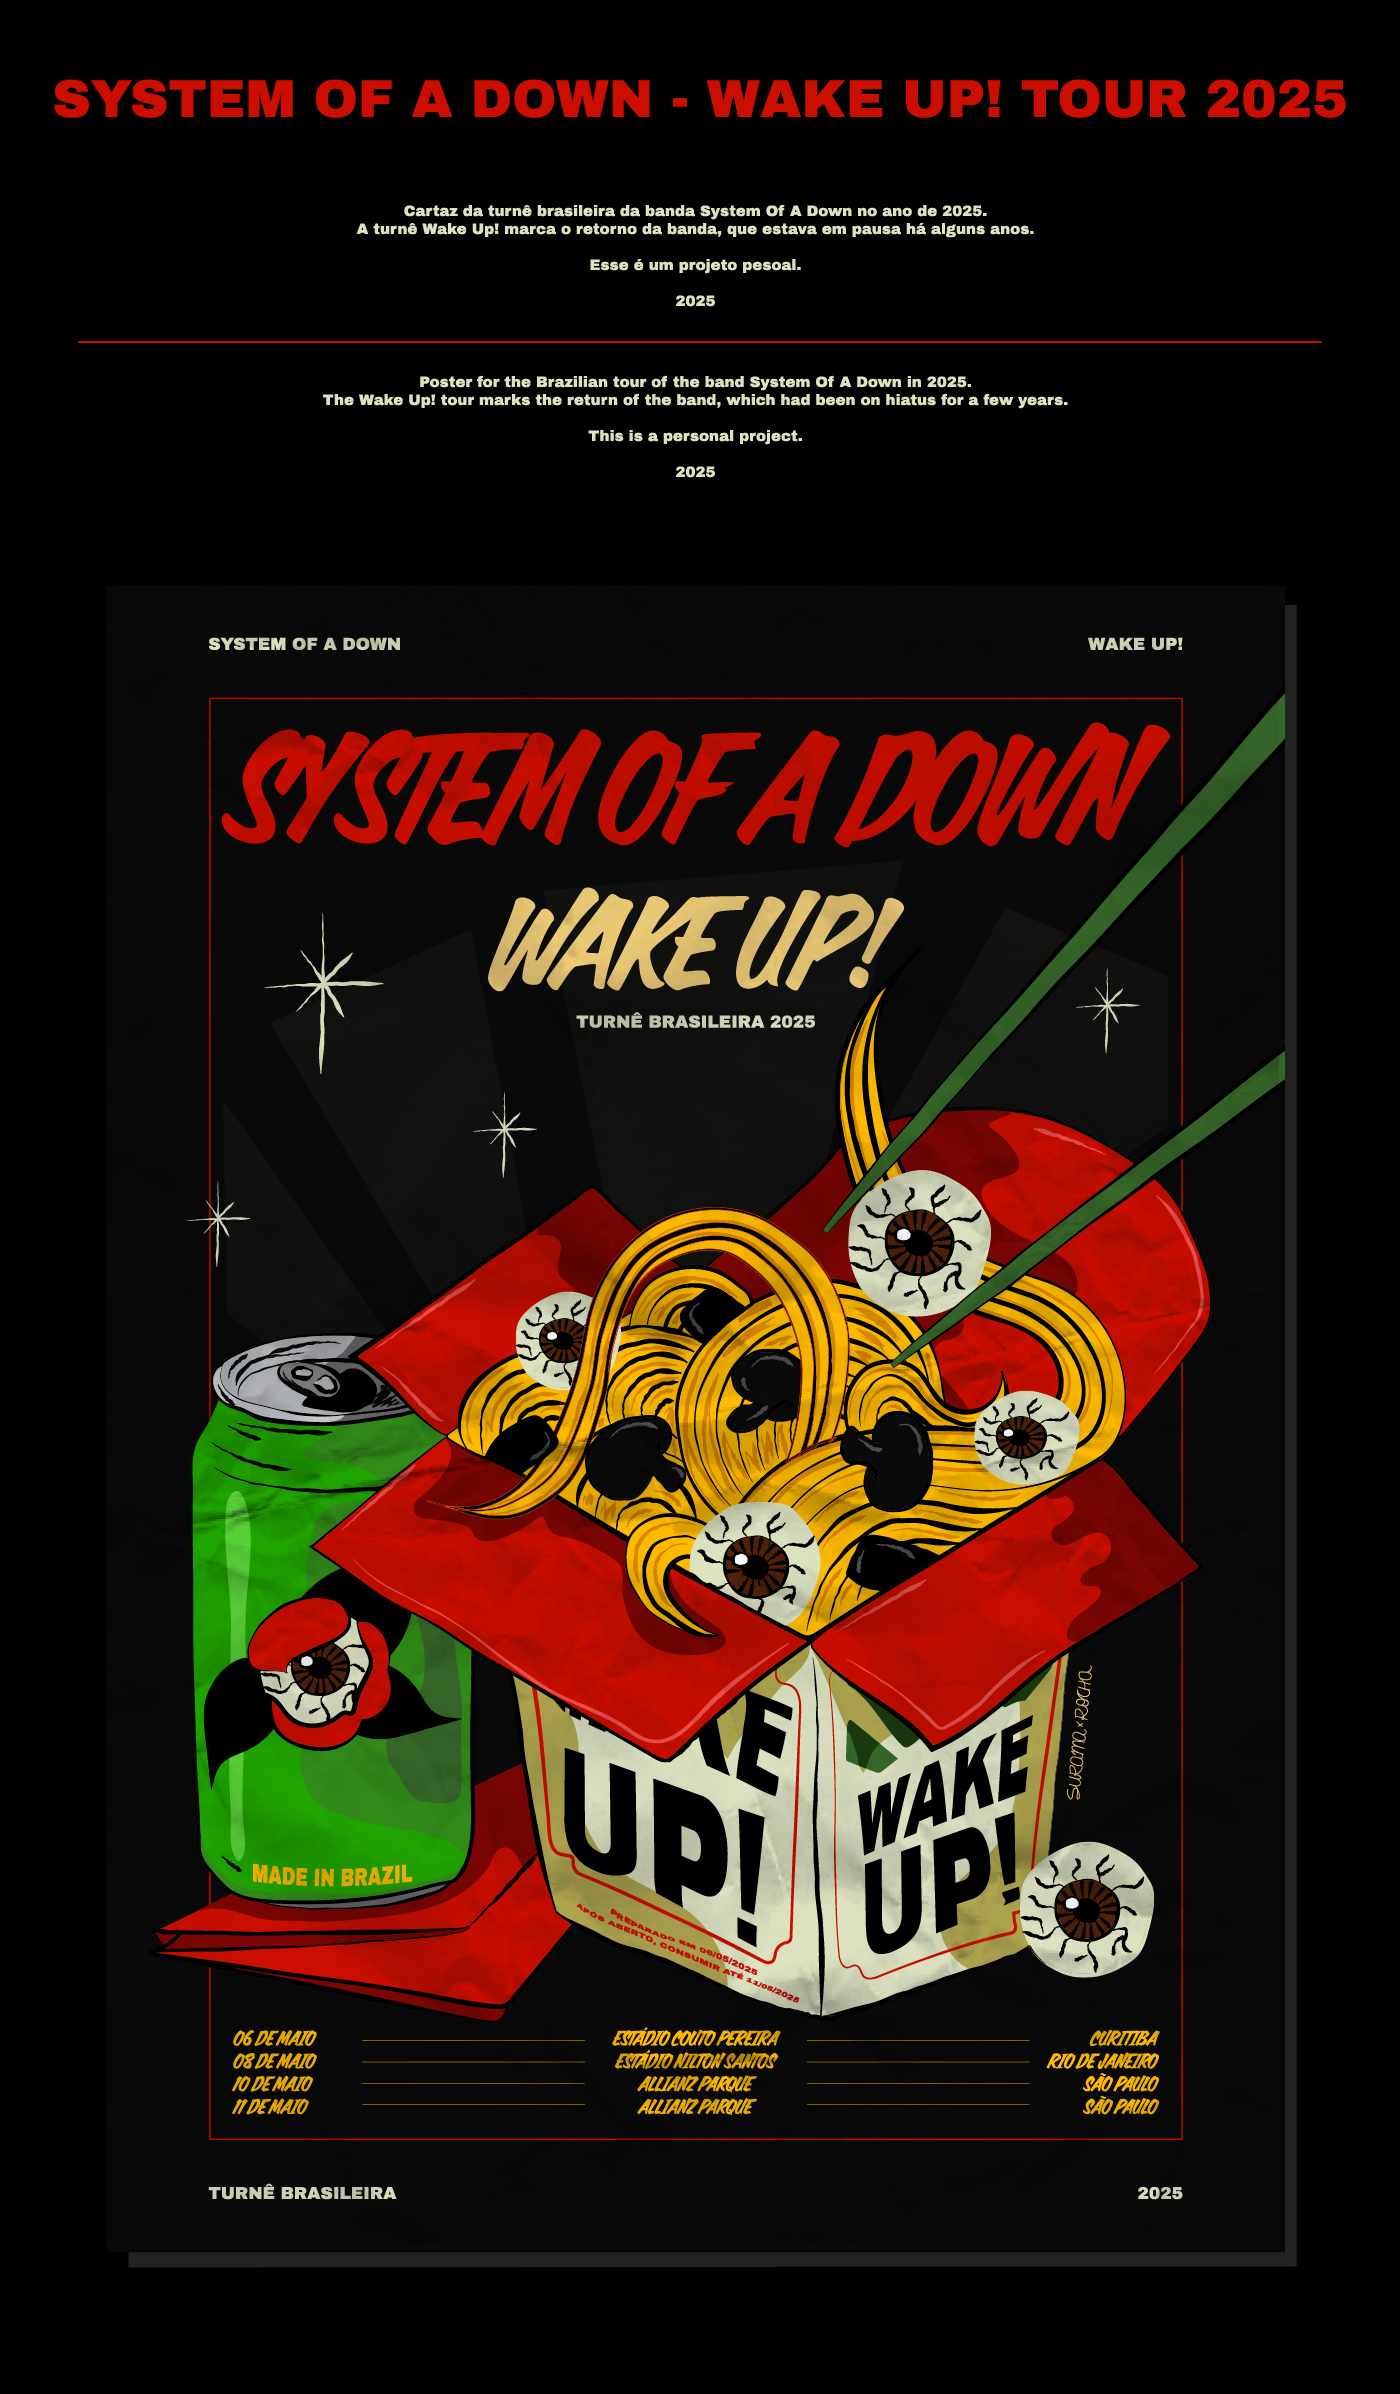 SYSTEM OF A DOWN - WAKE UP! TOUR 2025
Cartaz da turnê brasileira da banda System Of A Down no ano de 2025.
A turnê Wake Up! marca o retorno da banda, que estava em pausa há alguns anos.
Esse é um projeto pesoal.
2025
Poster for the Brazilian tour of the band System Of A Down in 2025.
The Wake Up! tour marks the return of the band, which had been on hiatus for a few years.
This is a personal project.
2025
SYSTEM OF A DOWN
WAKE UP!
SYSTEM OF A DOWN
WAKE UP!
TURNÊ BRASILEIRA 2025
MADE IN BRAZIL
WAKE
UP!
PREPARADO EM 06/05/2025
APÓS ABERTO, CONSUMIR ATÉ 11/05/2025
WAKE
UP!
SURAMA ROCHA
06 DE MAIO ESTÁDIO COUTO PEREIRA CURITIBA
08 DE MAIO ESTÁDIO NILTON SANTOS RIO DE JANEIRO
10 DE MAIO ALLIANZ PARQUE SÃO PAULO
11 DE MAIO ALLIANZ PARQUE SÃO PAULO
TURNÊ BRASILEIRA
2025